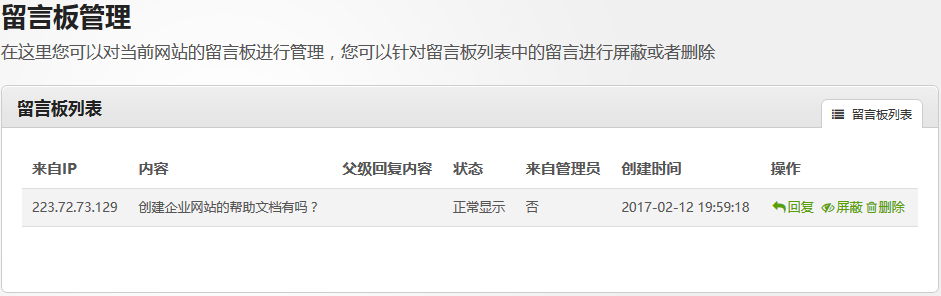 留言板管理
在这里您可以对当前网站的留言板进行管理，您可以针对留言板列表中的留言进行屏蔽或者删除
留言板列表
留言板列表
来自IP 内容 父级回复内容 状态 来自管理员 创建时间 操作
223.72.73.129 创建企业网站的帮助文档有吗？ 正常显示 否 2017-02-12 19:59:18 回复 屏蔽 删除